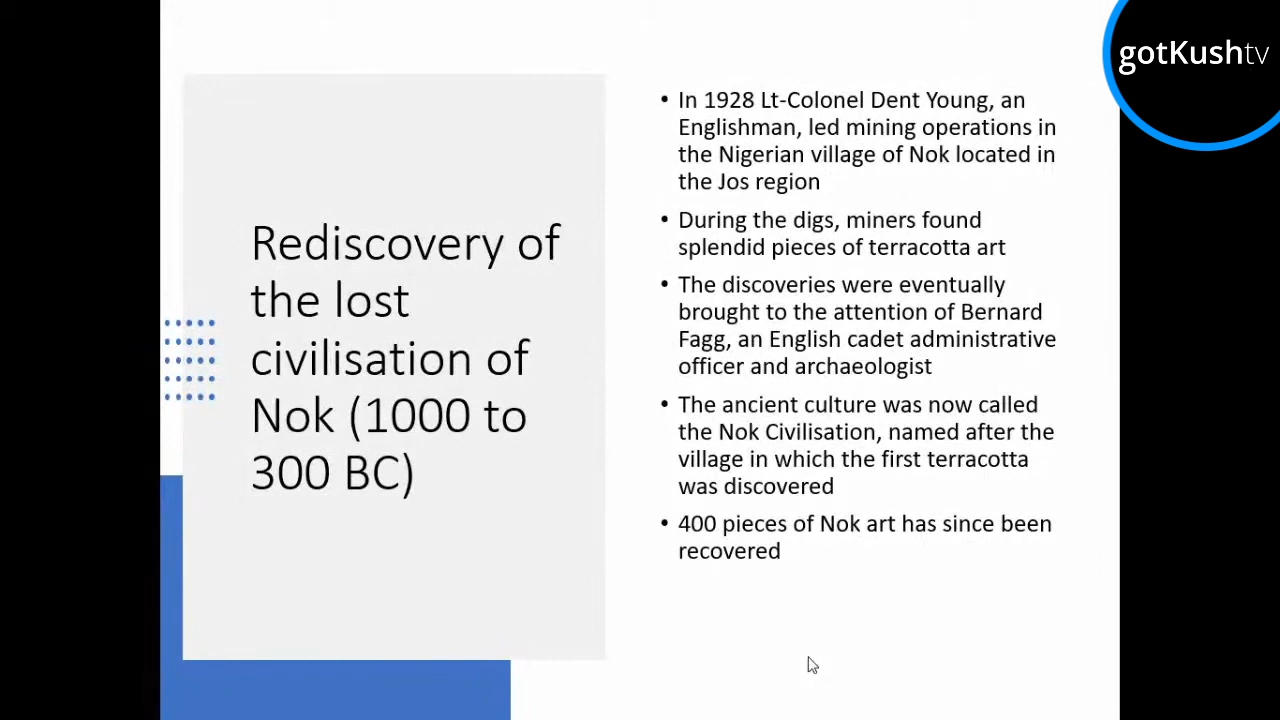 gotKushtv
Rediscovery of
the lost
civilisation of
Nok (1000 to
300 BC)
• In 1928 Lt-Colonel Dent Young, an
Englishman, led mining operations in
the Nigerian village of Nok located in
the Jos region
• During the digs, miners found
splendid pieces of terracotta art
• The discoveries were eventually
brought to the attention of Bernard
Fagg, an English cadet administrative
officer and archaeologist
• The ancient culture was now called
the Nok Civilisation, named after the
village in which the first terracotta
was discovered
• 400 pieces of Nok art has since been
recovered